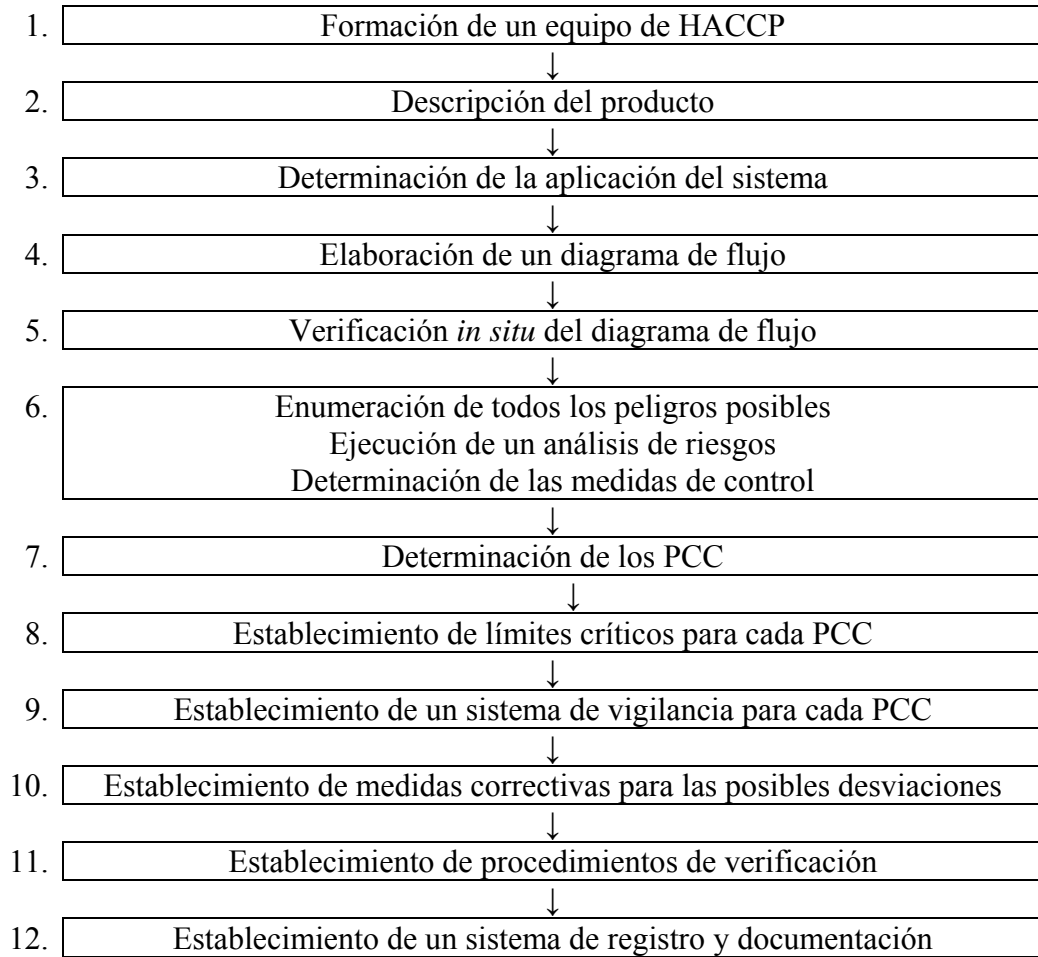 1. Formación de un equipo de HACCP
↓
2. Descripción del producto
↓
3. Determinación de la aplicación del sistema
↓
4. Elaboración de un diagrama de flujo
↓
5. Verificación in situ del diagrama de flujo
↓
6. Enumeración de todos los peligros posibles
Ejecución de un análisis de riesgos
Determinación de las medidas de control
↓
7. Determinación de los PCC
↓
8. Establecimiento de límites críticos para cada PCC
↓
9. Establecimiento de un sistema de vigilancia para cada PCC
↓
10. Establecimiento de medidas correctivas para las posibles desviaciones
↓
11. Establecimiento de procedimientos de verificación
↓
12. Establecimiento de un sistema de registro y documentación